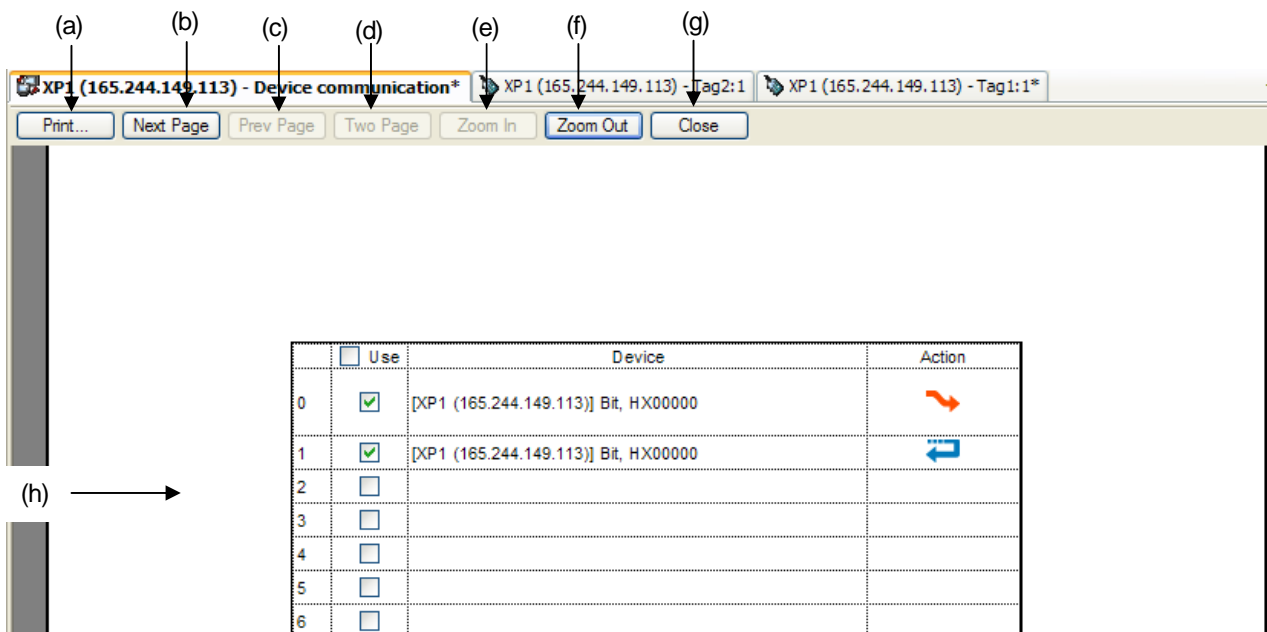 (a) (b) (c) (d) (e) (f) (g)
XP1 (165.244.149.113) - Device communication* XP1 (165.244.149.113) - Tag2:1 XP1 (165.244.149.113) - Tag1:1*
Print... Next Page Prev Page Two Page Zoom In Zoom Out Close
Use Device Action
0 [XP1 (165.244.149.113)] Bit, HX00000
1 [XP1 (165.244.149.113)] Bit, HX00000
(h)
2
3
4
5
6